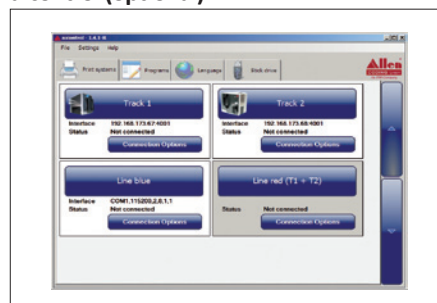 File Settings Help
Print systems Programs Language Stick drive
Allen
Track 1
Interface 192.168.173.67:4001
Status Not connected
Connection Options
Track 2
Interface 192.168.173.68:4001
Status Not connected
Connection Options
Line blue
Interface COM1,115200,2,8,1,1
Status Not connected
Connection Options
Line red (T1 + T2)
Status Not connected
Connection Options